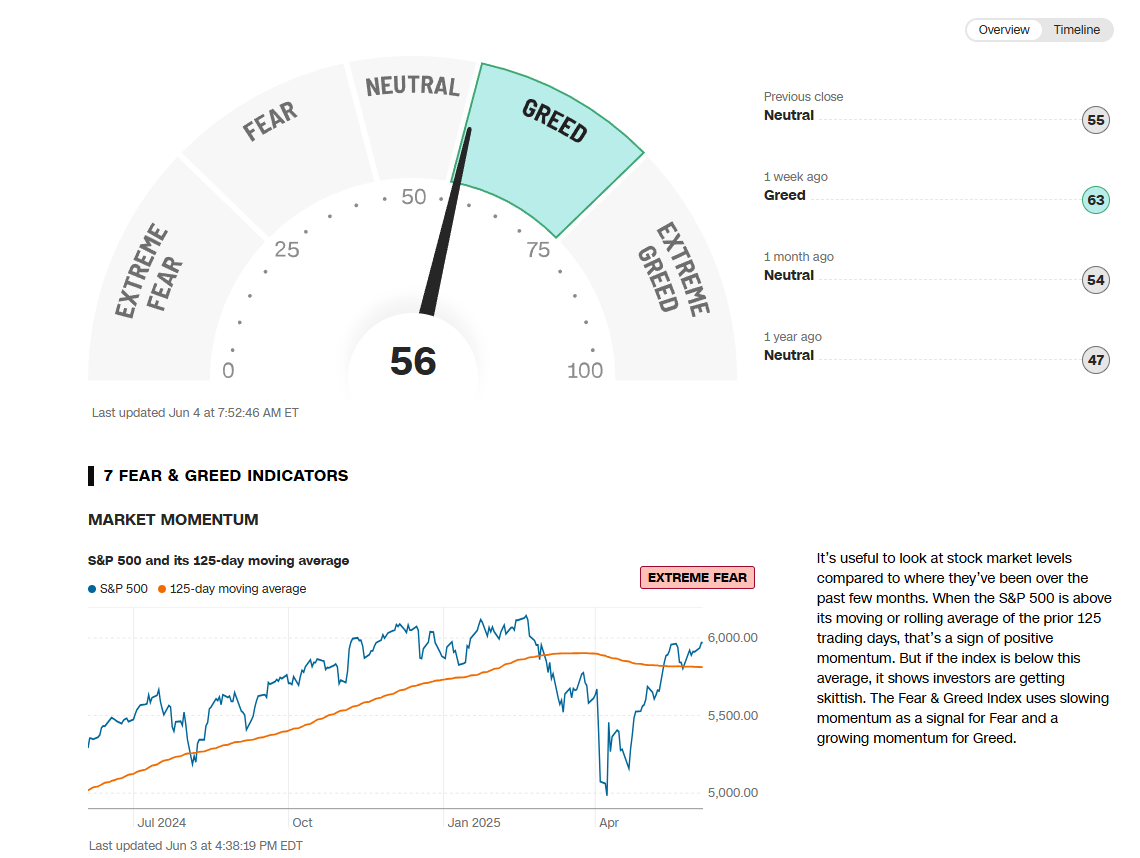 Overview Timeline
EXTREME
FEAR
FEAR
NEUTRAL
GREED
EXTREME
GREED
0
25
50
75
100
56
Last updated Jun 4 at 7:52:46 AM ET
Previous close
Neutral 55
1 week ago
Greed 63
1 month ago
Neutral 54
1 year ago
Neutral 47
7 FEAR & GREED INDICATORS
MARKET MOMENTUM
S&P 500 and its 125-day moving average
S&P 500 125-day moving average
EXTREME FEAR
6,000.00
5,500.00
5,000.00
Jul 2024 Oct Jan 2025 Apr
Last updated Jun 3 at 4:38:19 PM EDT
It's useful to look at stock market levels
compared to where they've been over the
past few months. When the S&P 500 is above
its moving or rolling average of the prior 125
trading days, that's a sign of positive
momentum. But if the index is below this
average, it shows investors are getting
skittish. The Fear & Greed Index uses slowing
momentum as a signal for Fear and a
growing momentum for Greed.